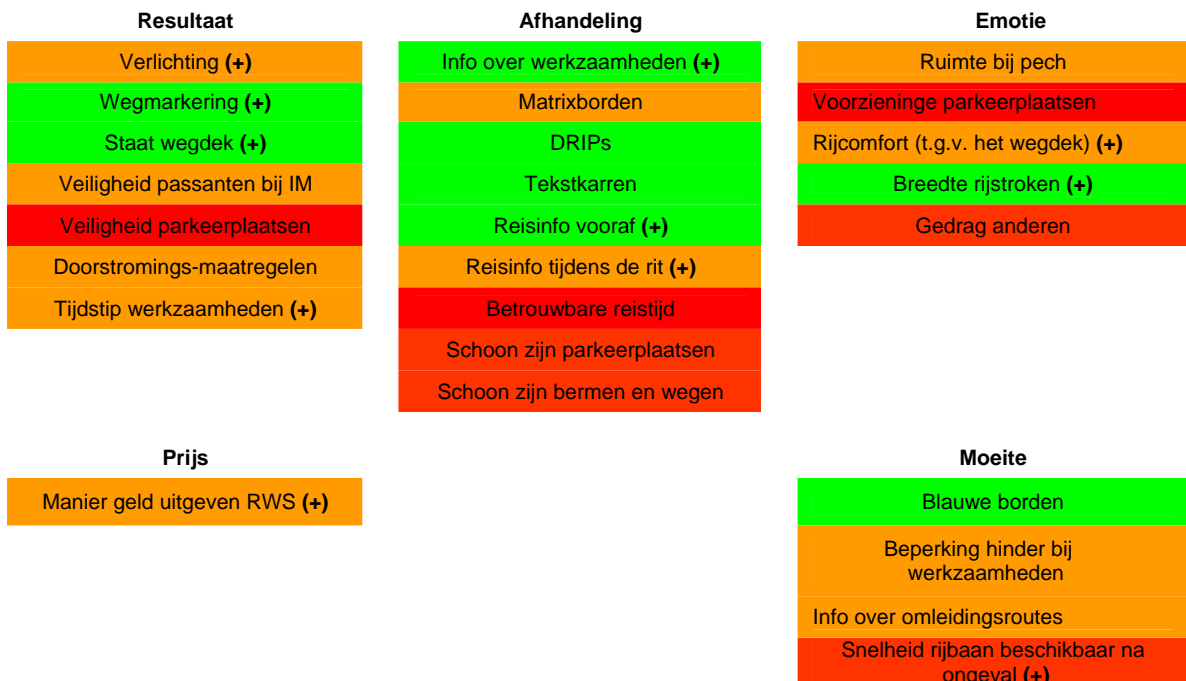 Resultaat
Verlichting (+)
Wegmarkering (+)
Staat wegdek (+)
Veiligheid passanten bij IM
Veiligheid parkeerplaatsen
Doorstromings-maatregelen
Tijdstip werkzaamheden (+)
Afhandeling
Info over werkzaamheden (+)
Matrixborden
DRIPs
Tekstkarren
Reisinfo vooraf (+)
Reisinfo tijdens de rit (+)
Betrouwbare reistijd
Schoon zijn parkeerplaatsen
Schoon zijn bermen en wegen
Emotie
Ruimte bij pech
Voorzieninge parkeerplaatsen
Rijcomfort (t.g.v. het wegdek) (+)
Breedte rijstroken (+)
Gedrag anderen
Prijs
Manier geld uitgeven RWS (+)
Moeite
Blauwe borden
Beperking hinder bij
werkzaamheden
Info over omleidingsroutes
Snelheid rijbaan beschikbaar na
ongeval (+)